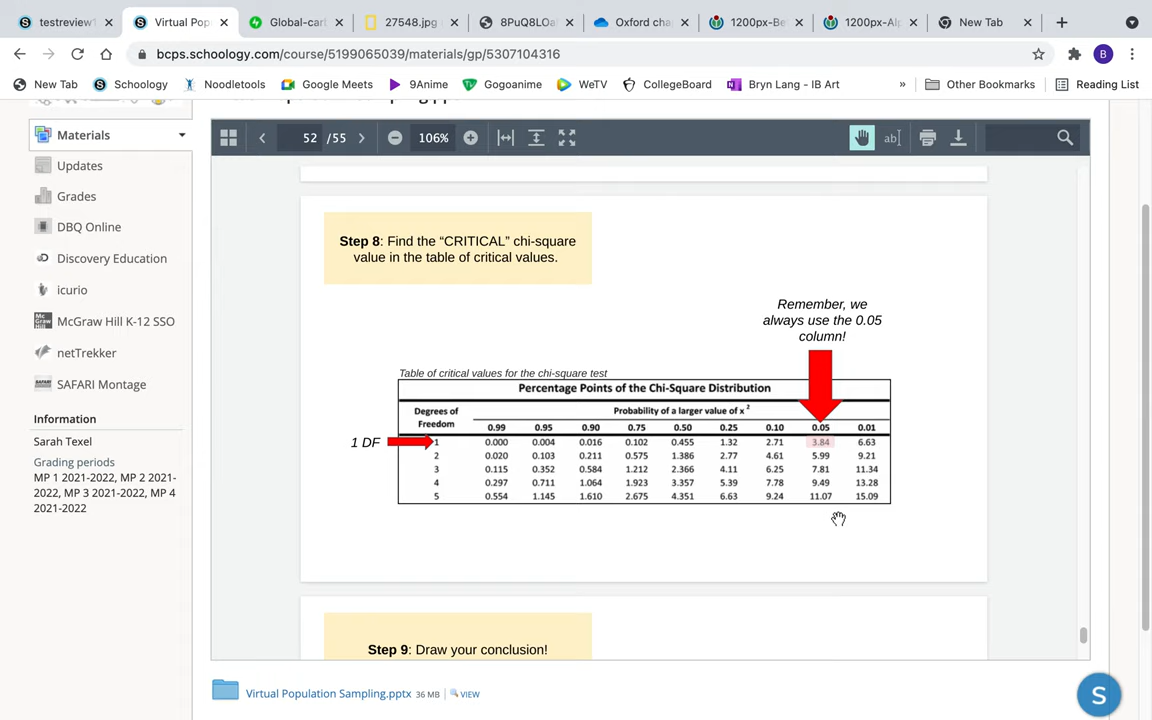 testreview1
Virtual Pop
Global-carb
27548.jpg
8PuQ8LOa
Oxford cha
1200px-Be
1200px-Al
New Tab
bcps.schoology.com/course/5199065039/materials/gp/5307104316
B
New Tab
Schoology
Noodletools
Google Meets
9Anime
Gogoanime
WeTV
CollegeBoard
Bryn Lang - IB Art
»
Other Bookmarks
Reading List
Materials
Updates
Grades
DBQ Online
Discovery Education
icurio
McGraw Hill K-12 SSO
netTrekker
SAFARI Montage
Information
Sarah Texel
Grading periods
MP 1 2021-2022, MP 2 2021-
2022, MP 3 2021-2022, MP 4
2021-2022
52 /55
106%
Step 8: Find the “CRITICAL” chi-square
value in the table of critical values.
Remember, we
always use the 0.05
column!
Table of critical values for the chi-square test
Percentage Points of the Chi-Square Distribution
Degrees of
Freedom
Probability of a larger value of x ²
0.99 0.95 0.90 0.75 0.50 0.25 0.10 0.05 0.01
1 DF
1 0.000 0.004 0.016 0.102 0.455 1.32 2.71 3.84 6.63
2 0.020 0.103 0.211 0.575 1.386 2.77 4.61 5.99 9.21
3 0.115 0.352 0.584 1.212 2.366 4.11 6.25 7.81 11.34
4 0.297 0.711 1.064 1.923 3.357 5.39 7.78 9.49 13.28
5 0.554 1.145 1.610 2.675 4.351 6.63 9.24 11.07 15.09
Step 9: Draw your conclusion!
Virtual Population Sampling.pptx 36 MB VIEW
S